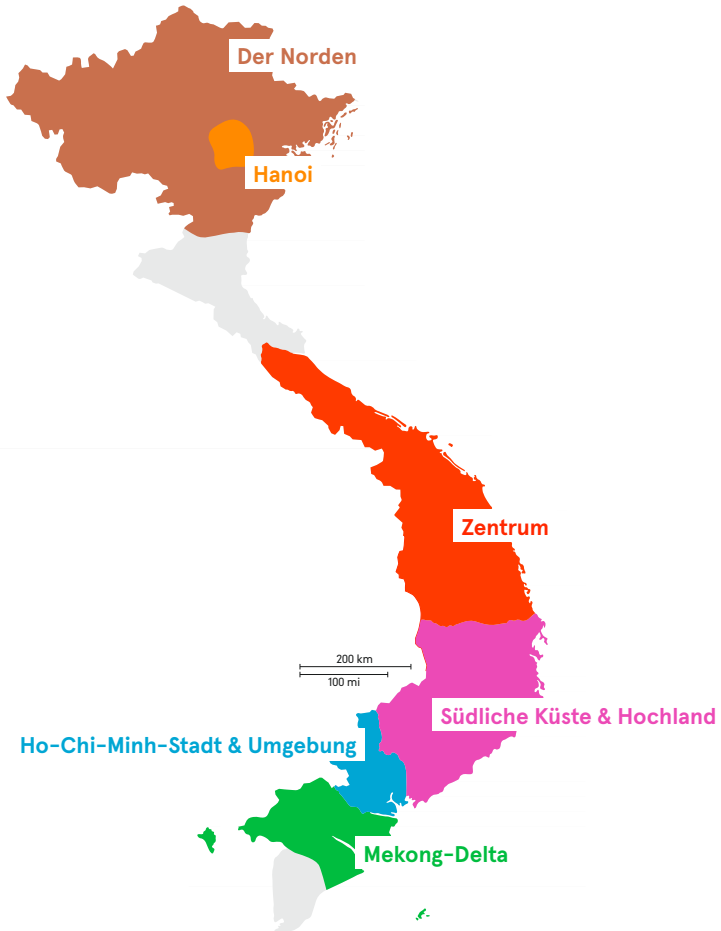 Der Norden
Hanoi
Zentrum
200 km
100 mi
Südliche Küste & Hochland
Ho-Chi-Minh-Stadt & Umgebung
Mekong-Delta